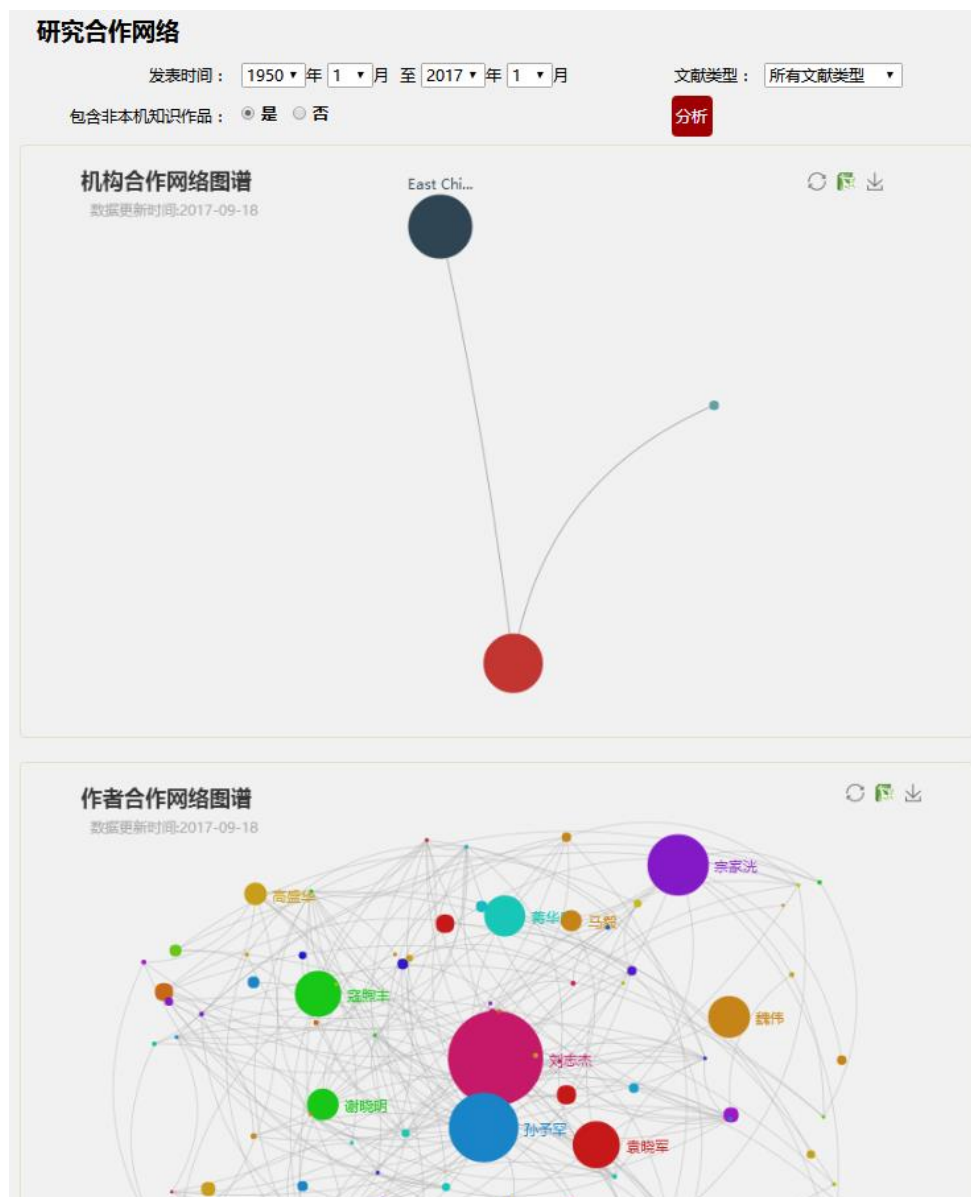 研究合作网络
发表时间： 1950 年 1 月 至 2017 年 1 月 文献类型： 所有文献类型
包含非本机知识作品： 是 否 分析
机构合作网络图谱
数据更新时间:2017-09-18
East Chi...
作者合作网络图谱
数据更新时间:2017-09-18
宗家洸
高盛华
马毅
魏伟
刘志杰
谢晓明
孙予罕
袁晓军